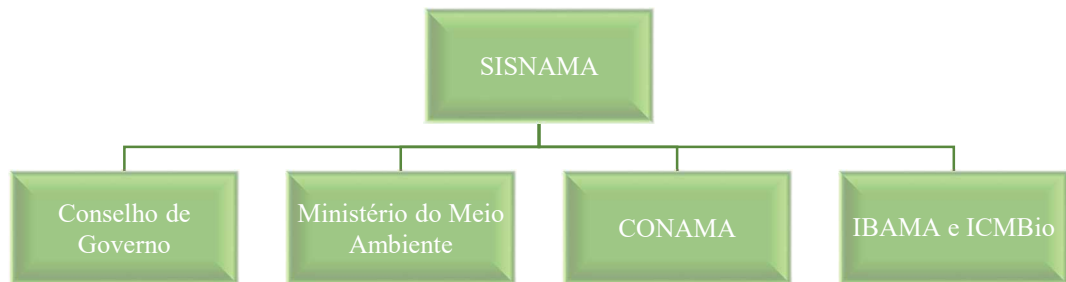 SISNAMA
Conselho de
Governo
Ministério do Meio
Ambiente
CONAMA
IBAMA e ICMBio